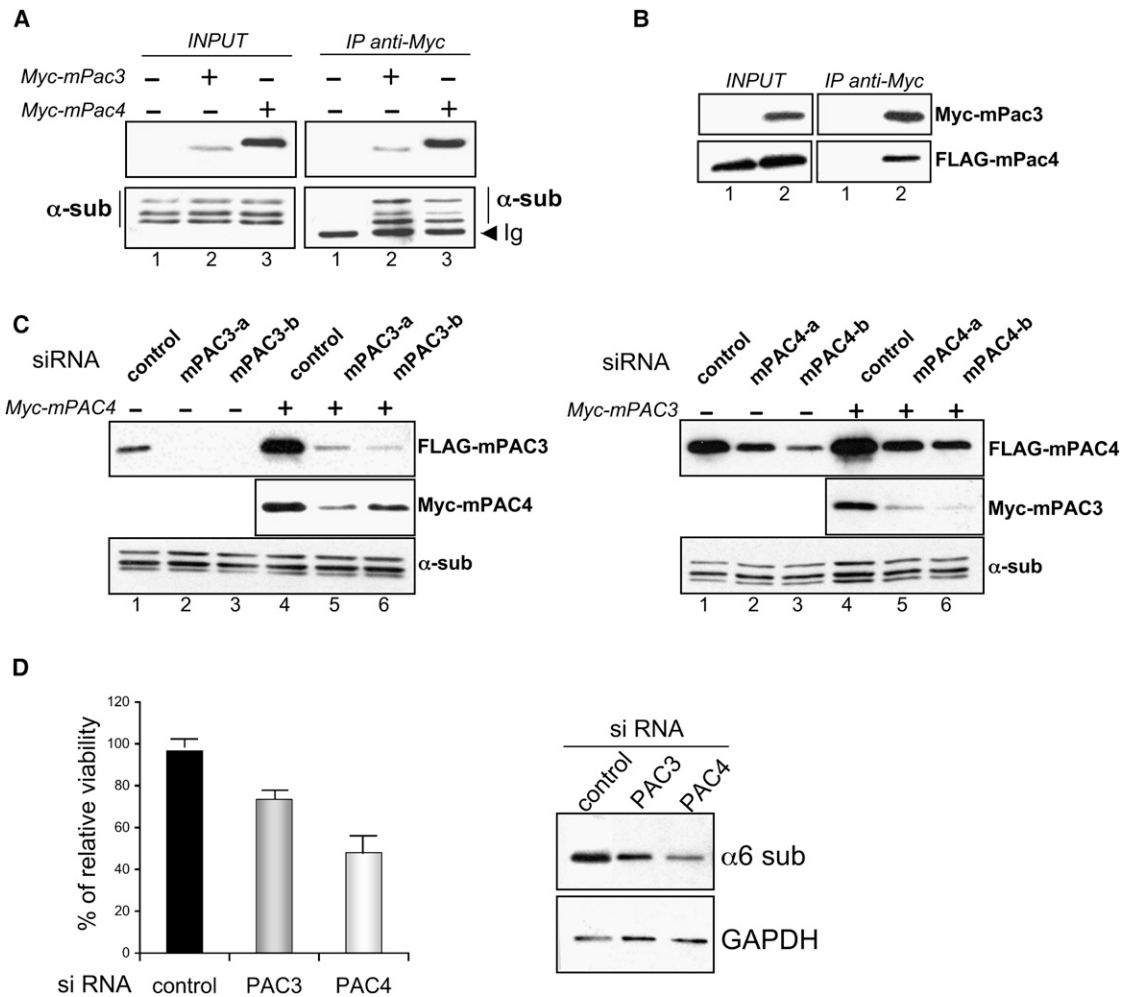 A
INPUT IP anti-Myc
Myc-mPac3 – + – – + –
Myc-mPac4 – – + – – +
α-sub α-sub
Ig
1 2 3 1 2 3
B
INPUT IP anti-Myc
Myc-mPac3
FLAG-mPac4
1 2 1 2
C
siRNA control mPAC3-a mPAC3-b control mPAC3-a mPAC3-b
Myc-mPAC4 – – – + + +
FLAG-mPAC3
Myc-mPAC4
α-sub
1 2 3 4 5 6
siRNA control mPAC4-a mPAC4-b control mPAC4-a mPAC4-b
Myc-mPAC3 – – – + + +
FLAG-mPAC4
Myc-mPAC3
α-sub
1 2 3 4 5 6
D
% of relative viability
120
100
80
60
40
20
0
si RNA control PAC3 PAC4
si RNA
control PAC3 PAC4
α6 sub
GAPDH